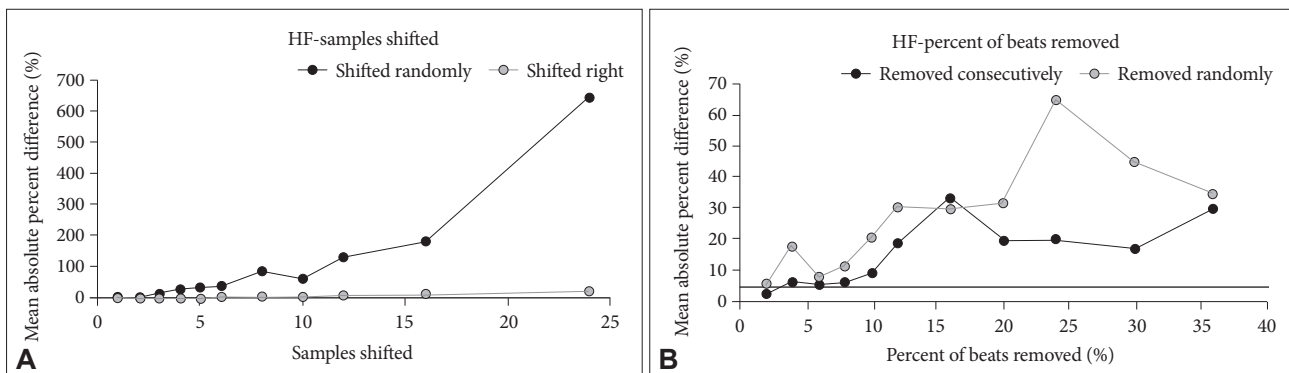 HF-samples shifted
Shifted randomly Shifted right
Mean absolute percent difference (%)
700
600
500
400
300
200
100
0
0 5 10 15 20 25
Samples shifted
A
HF-percent of beats removed
Removed consecutively Removed randomly
Mean absolute percent difference (%)
70
60
50
40
30
20
10
0
0 5 10 15 20 25 30 35 40
Percent of beats removed (%)
B